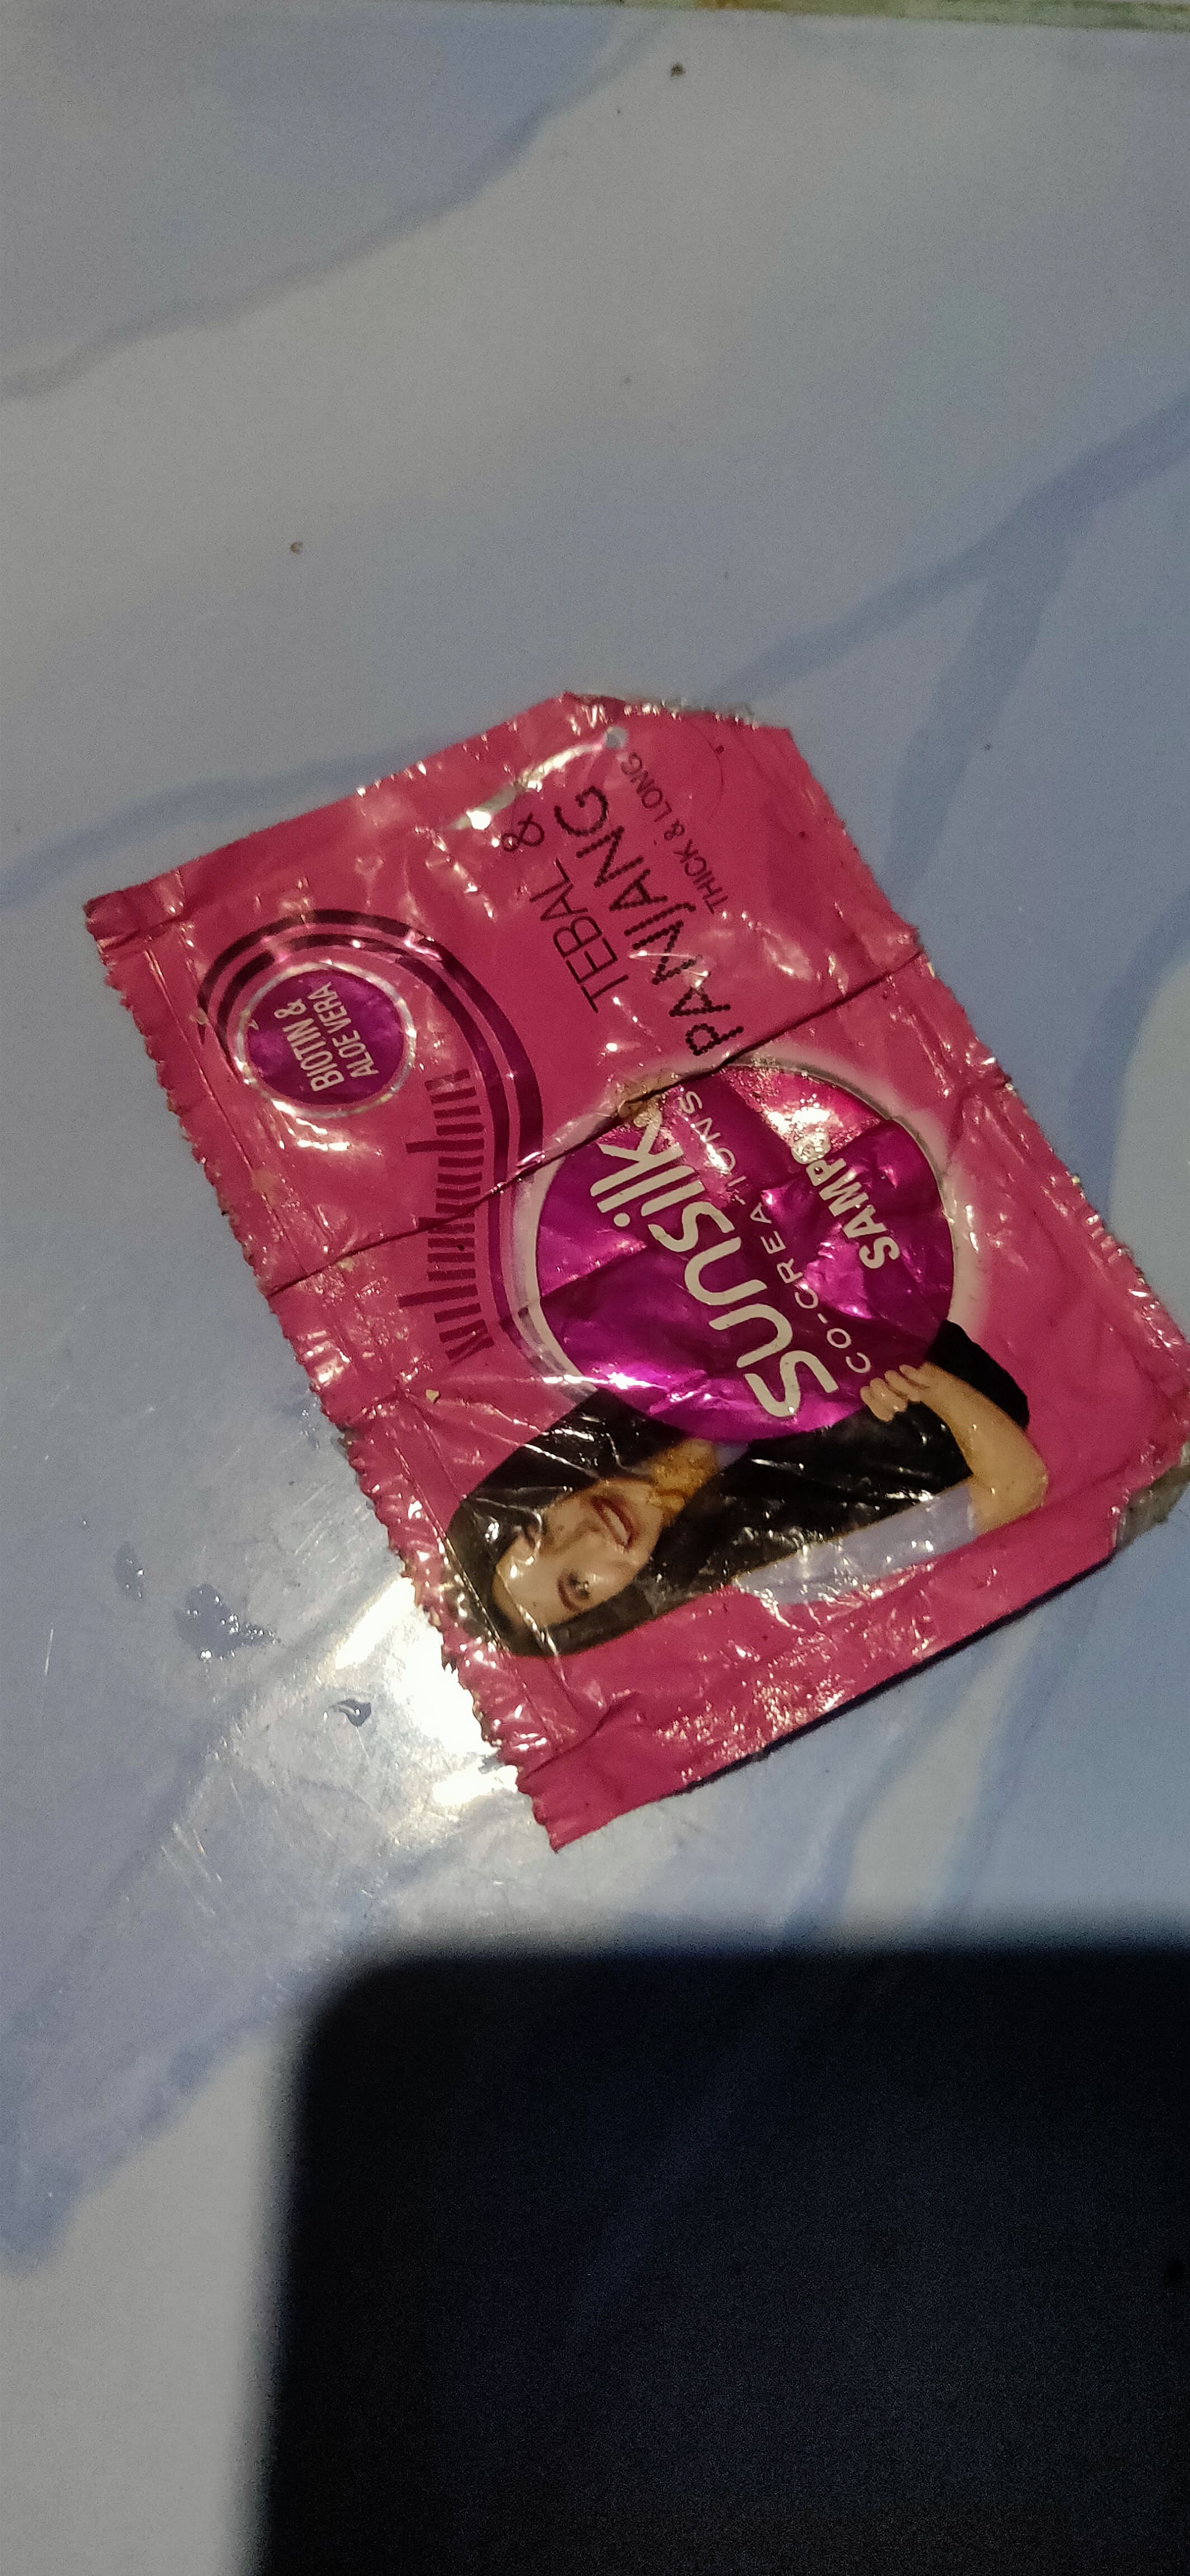 sunsilk
CO-CREATIONS
SAMPO
TEBAL &
PANJANG
THICK & LONG
BIOTIN &
ALOE VERA